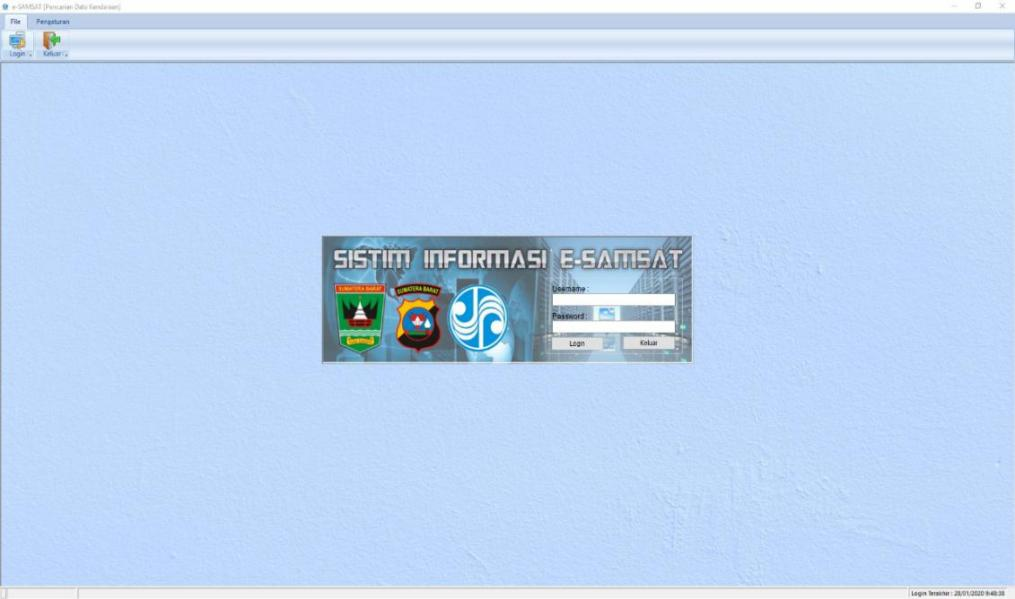 e-SAMSAT [Pencarian Data Kendaraan]
File Pengaturan
Login Keluar
SISTIM INFORMASI E-SAMSAT
SUMATERA BARAT
SUMATERA BARAT
Username :
Password :
Login Keluar
Login Terakhir : 28/01/2020 9:48:38